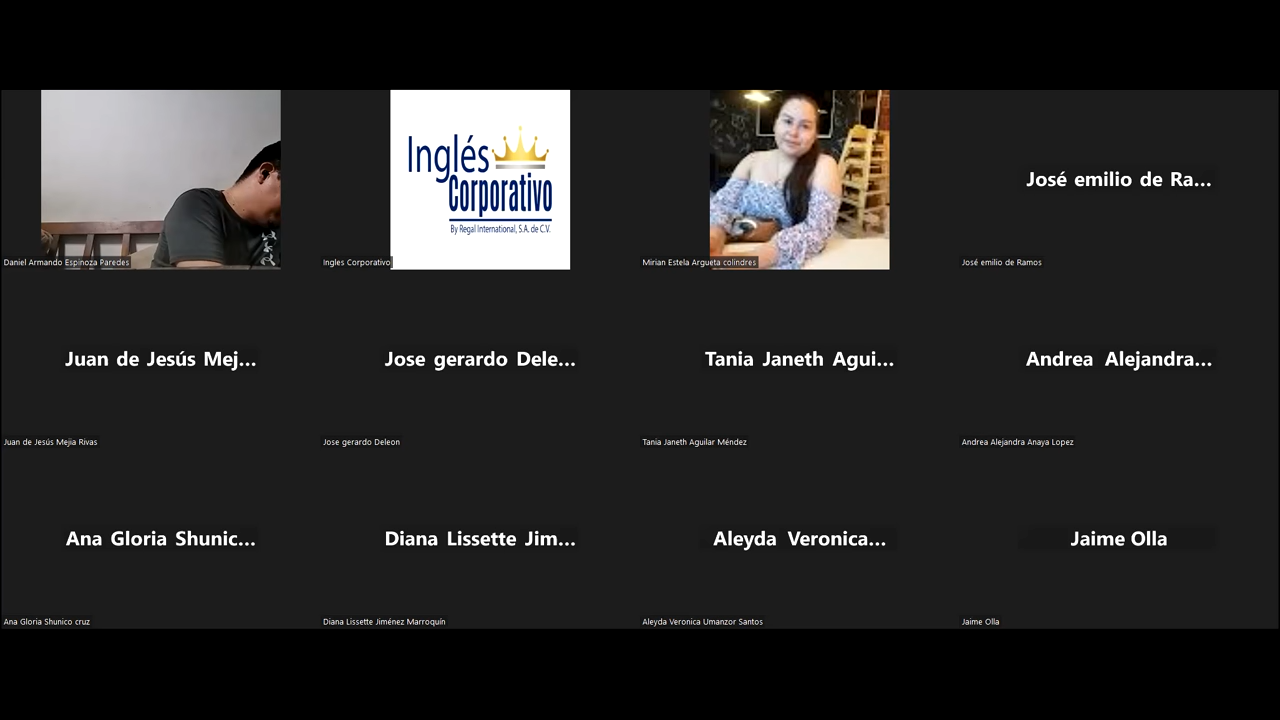 Inglés
Corporativo
By Regal International, S.A. de C.V.
José emilio de Ra...
Daniel Armando Espinoza Paredes
Ingles Corporativo
Mirian Estela Argueta colindres
José emilio de Ramos
Juan de Jesús Mej...
Jose gerardo Dele...
Tania Janeth Agui...
Andrea Alejandra...
Juan de Jesús Mejia Rivas
Jose gerardo Deleon
Tania Janeth Aguilar Méndez
Andrea Alejandra Anaya Lopez
Ana Gloria Shunic...
Diana Lissette Jim...
Aleyda Veronica...
Jaime Olla
Ana Gloria Shunico cruz
Diana Lissette Jiménez Marroquín
Aleyda Veronica Umanzor Santos
Jaime Olla